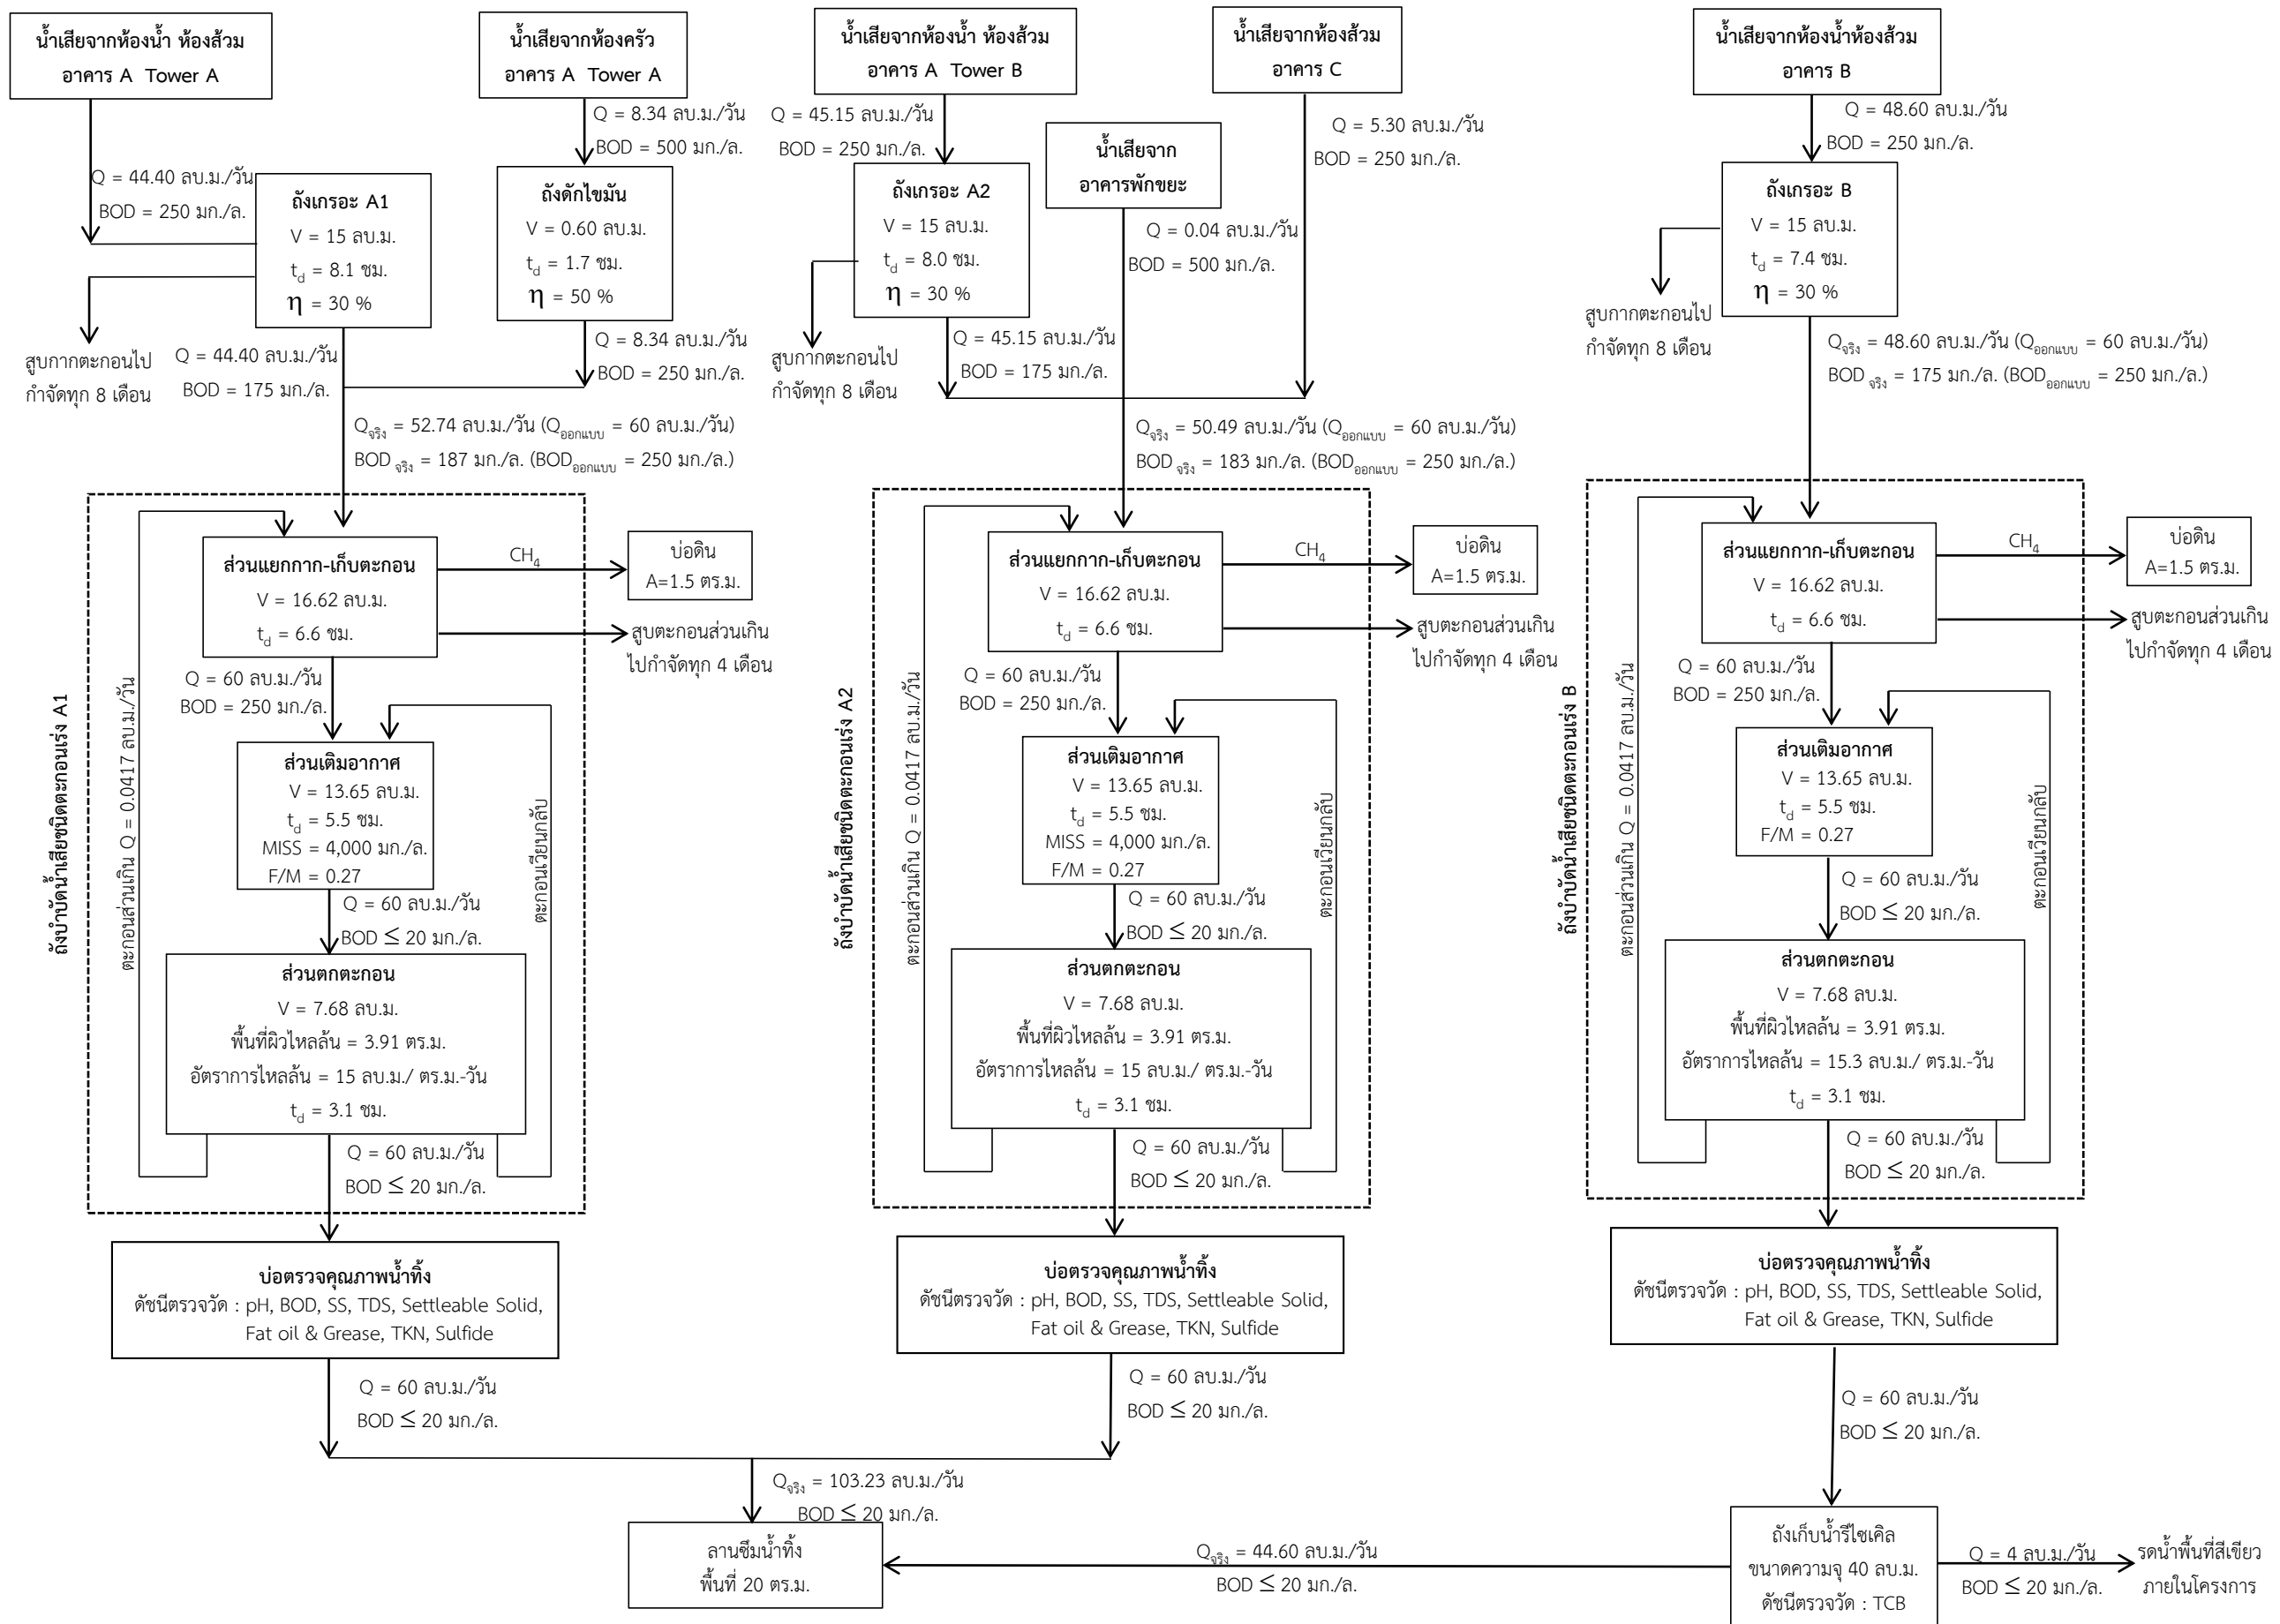 น้ำเสียจากห้องน้ำ ห้องส้วม
อาคาร A Tower A
น้ำเสียจากห้องครัว
อาคาร A Tower A
น้ำเสียจากห้องน้ำ ห้องส้วม
อาคาร A Tower B
น้ำเสียจากห้องส้วม
อาคาร C
น้ำเสียจากห้องน้ำห้องส้วม
อาคาร B
Q = 44.40 ลบ.ม./วัน
BOD = 250 มก./ล.
Q = 8.34 ลบ.ม./วัน
BOD = 500 มก./ล.
Q = 45.15 ลบ.ม./วัน
BOD = 250 มก./ล.
น้ำเสียจาก
อาคารพักขยะ
Q = 5.30 ลบ.ม./วัน
BOD = 250 มก./ล.
Q = 48.60 ลบ.ม./วัน
BOD = 250 มก./ล.
ถังเกรอะ A1
V = 15 ลบ.ม.
t_d = 8.1 ชม.
η = 30 %
ถังดักไขมัน
V = 0.60 ลบ.ม.
t_d = 1.7 ชม.
η = 50 %
ถังเกรอะ A2
V = 15 ลบ.ม.
t_d = 8.0 ชม.
η = 30 %
Q = 0.04 ลบ.ม./วัน
BOD = 500 มก./ล.
ถังเกรอะ B
V = 15 ลบ.ม.
t_d = 7.4 ชม.
η = 30 %
สูบกากตะกอนไป
กำจัดทุก 8 เดือน
Q = 44.40 ลบ.ม./วัน
BOD = 175 มก./ล.
Q = 8.34 ลบ.ม./วัน
BOD = 250 มก./ล.
สูบกากตะกอนไป
กำจัดทุก 8 เดือน
Q = 45.15 ลบ.ม./วัน
BOD = 175 มก./ล.
สูบกากตะกอนไป
กำจัดทุก 8 เดือน
Q จริง = 48.60 ลบ.ม./วัน (Q ออกแบบ = 60 ลบ.ม./วัน)
BOD จริง = 175 มก./ล. (BOD ออกแบบ = 250 มก./ล.)
Q จริง = 52.74 ลบ.ม./วัน (Q ออกแบบ = 60 ลบ.ม./วัน)
BOD จริง = 187 มก./ล. (BOD ออกแบบ = 250 มก./ล.)
Q จริง = 50.49 ลบ.ม./วัน (Q ออกแบบ = 60 ลบ.ม./วัน)
BOD จริง = 183 มก./ล. (BOD ออกแบบ = 250 มก./ล.)
ถังบำบัดน้ำเสียชนิดตะกอนเร่ง A1
ตะกอนส่วนเกิน Q = 0.0417 ลบ.ม./วัน
ส่วนแยกกาก-เก็บตะกอน
V = 16.62 ลบ.ม.
t_d = 6.6 ชม.
CH4
บ่อดิน
A=1.5 ตร.ม.
สูบตะกอนส่วนเกิน
ไปกำจัดทุก 4 เดือน
Q = 60 ลบ.ม./วัน
BOD = 250 มก./ล.
ส่วนเติมอากาศ
V = 13.65 ลบ.ม.
t_d = 5.5 ชม.
MISS = 4,000 มก./ล.
F/M = 0.27
ตะกอนเวียนกลับ
Q = 60 ลบ.ม./วัน
BOD ≤ 20 มก./ล.
ส่วนตกตะกอน
V = 7.68 ลบ.ม.
พื้นที่ผิวไหลล้น = 3.91 ตร.ม.
อัตราการไหลล้น = 15 ลบ.ม./ ตร.ม.-วัน
t_d = 3.1 ชม.
Q = 60 ลบ.ม./วัน
BOD ≤ 20 มก./ล.
ถังบำบัดน้ำเสียชนิดตะกอนเร่ง A2
ตะกอนส่วนเกิน Q = 0.0417 ลบ.ม./วัน
ส่วนแยกกาก-เก็บตะกอน
V = 16.62 ลบ.ม.
t_d = 6.6 ชม.
CH4
บ่อดิน
A=1.5 ตร.ม.
สูบตะกอนส่วนเกิน
ไปกำจัดทุก 4 เดือน
Q = 60 ลบ.ม./วัน
BOD = 250 มก./ล.
ส่วนเติมอากาศ
V = 13.65 ลบ.ม.
t_d = 5.5 ชม.
MISS = 4,000 มก./ล.
F/M = 0.27
ตะกอนเวียนกลับ
Q = 60 ลบ.ม./วัน
BOD ≤ 20 มก./ล.
ส่วนตกตะกอน
V = 7.68 ลบ.ม.
พื้นที่ผิวไหลล้น = 3.91 ตร.ม.
อัตราการไหลล้น = 15 ลบ.ม./ ตร.ม.-วัน
t_d = 3.1 ชม.
Q = 60 ลบ.ม./วัน
BOD ≤ 20 มก./ล.
ถังบำบัดน้ำเสียชนิดตะกอนเร่ง B
ตะกอนส่วนเกิน Q = 0.0417 ลบ.ม./วัน
ส่วนแยกกาก-เก็บตะกอน
V = 16.62 ลบ.ม.
t_d = 6.6 ชม.
CH4
บ่อดิน
A=1.5 ตร.ม.
สูบตะกอนส่วนเกิน
ไปกำจัดทุก 4 เดือน
Q = 60 ลบ.ม./วัน
BOD = 250 มก./ล.
ส่วนเติมอากาศ
V = 13.65 ลบ.ม.
t_d = 5.5 ชม.
F/M = 0.27
ตะกอนเวียนกลับ
Q = 60 ลบ.ม./วัน
BOD ≤ 20 มก./ล.
ส่วนตกตะกอน
V = 7.68 ลบ.ม.
พื้นที่ผิวไหลล้น = 3.91 ตร.ม.
อัตราการไหลล้น = 15.3 ลบ.ม./ ตร.ม.-วัน
t_d = 3.1 ชม.
Q = 60 ลบ.ม./วัน
BOD ≤ 20 มก./ล.
บ่อตรวจคุณภาพน้ำทิ้ง
ดัชนีตรวจวัด : pH, BOD, SS, TDS, Settleable Solid,
Fat oil & Grease, TKN, Sulfide
บ่อตรวจคุณภาพน้ำทิ้ง
ดัชนีตรวจวัด : pH, BOD, SS, TDS, Settleable Solid,
Fat oil & Grease, TKN, Sulfide
บ่อตรวจคุณภาพน้ำทิ้ง
ดัชนีตรวจวัด : pH, BOD, SS, TDS, Settleable Solid,
Fat oil & Grease, TKN, Sulfide
Q = 60 ลบ.ม./วัน
BOD ≤ 20 มก./ล.
Q = 60 ลบ.ม./วัน
BOD ≤ 20 มก./ล.
Q = 60 ลบ.ม./วัน
BOD ≤ 20 มก./ล.
Q จริง = 103.23 ลบ.ม./วัน
BOD ≤ 20 มก./ล.
ลานซึมน้ำทิ้ง
พื้นที่ 20 ตร.ม.
Q จริง = 44.60 ลบ.ม./วัน
BOD ≤ 20 มก./ล.
ถังเก็บน้ำรีไซเคิล
ขนาดความจุ 40 ลบ.ม.
ดัชนีตรวจวัด : TCB
Q = 4 ลบ.ม./วัน
BOD ≤ 20 มก./ล.
รดน้ำพื้นที่สีเขียว
ภายในโครงการ